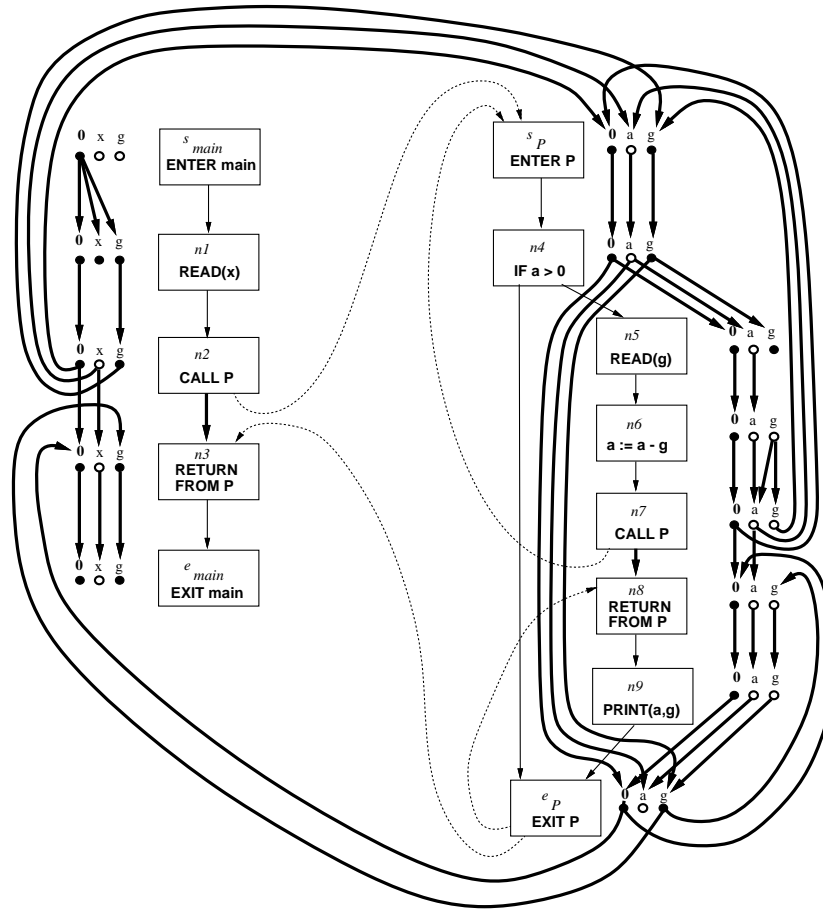 0 x g
s main
ENTER main
0 x g
n1
READ(x)
0 x g
n2
CALL P
0 x g
n3
RETURN
FROM P
0 x g
e main
EXIT main
s P
ENTER P
0 a g
n4
IF a > 0
0 a g
n5
READ(g)
0 a g
n6
a := a - g
0 a g
n7
CALL P
0 a g
n8
RETURN
FROM P
0 a g
n9
PRINT(a,g)
0 a g
e P
EXIT P
0 a g